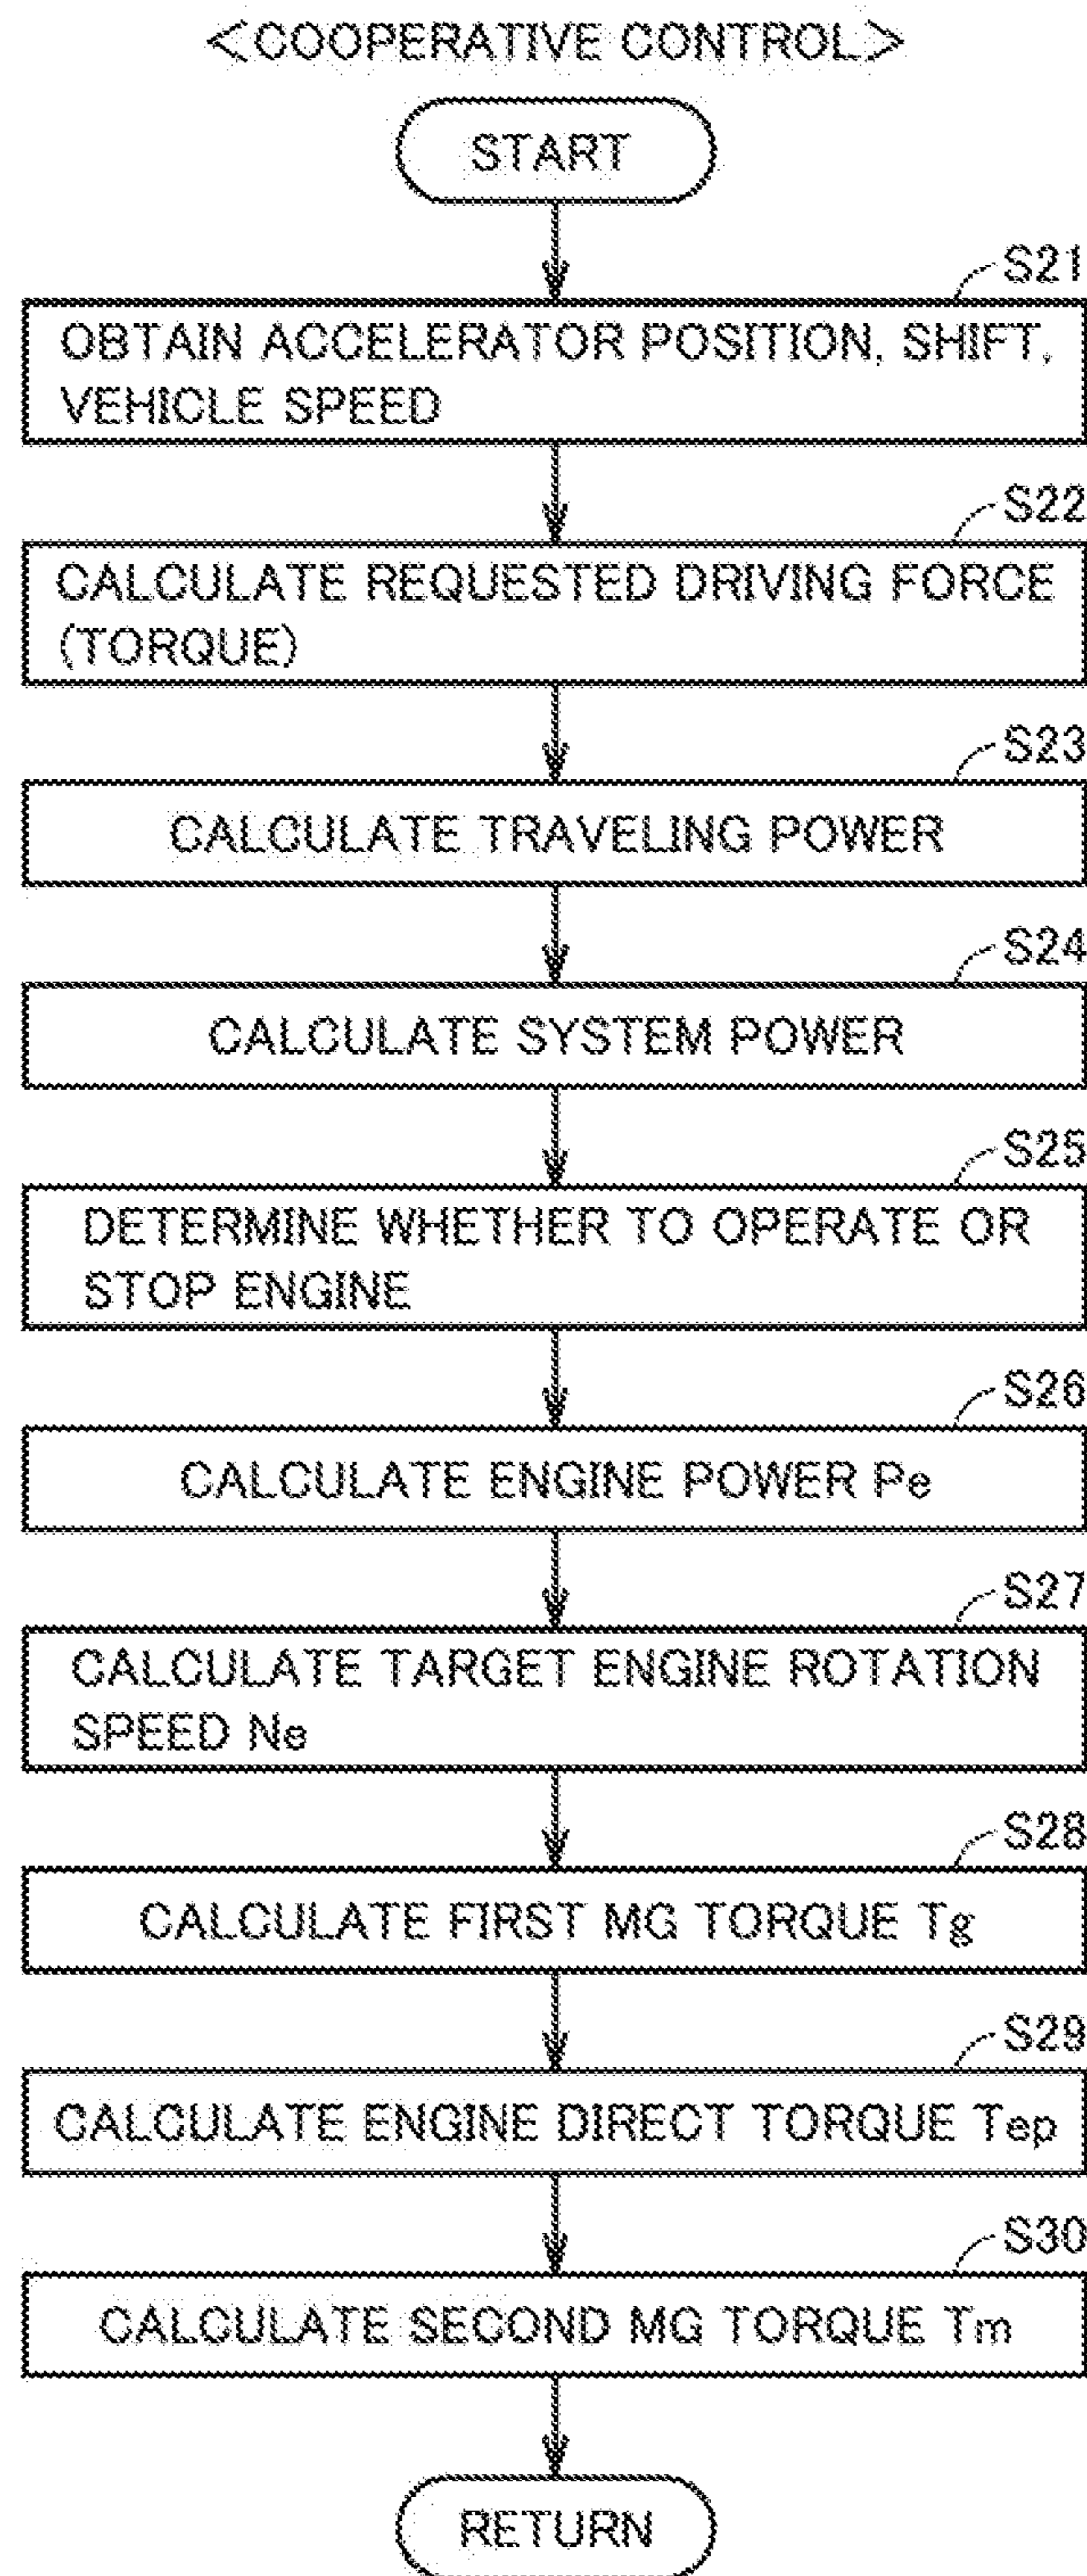 <COOPERATIVE CONTROL>
START
S21
OBTAIN ACCELERATOR POSITION, SHIFT,
VEHICLE SPEED
S22
CALCULATE REQUESTED DRIVING FORCE
(TORQUE)
S23
CALCULATE TRAVELING POWER
S24
CALCULATE SYSTEM POWER
S25
DETERMINE WHETHER TO OPERATE OR
STOP ENGINE
S26
CALCULATE ENGINE POWER Pe
S27
CALCULATE TARGET ENGINE ROTATION
SPEED Ne
S28
CALCULATE FIRST MG TORQUE Tg
S29
CALCULATE ENGINE DIRECT TORQUE Tep
S30
CALCULATE SECOND MG TORQUE Tm
RETURN